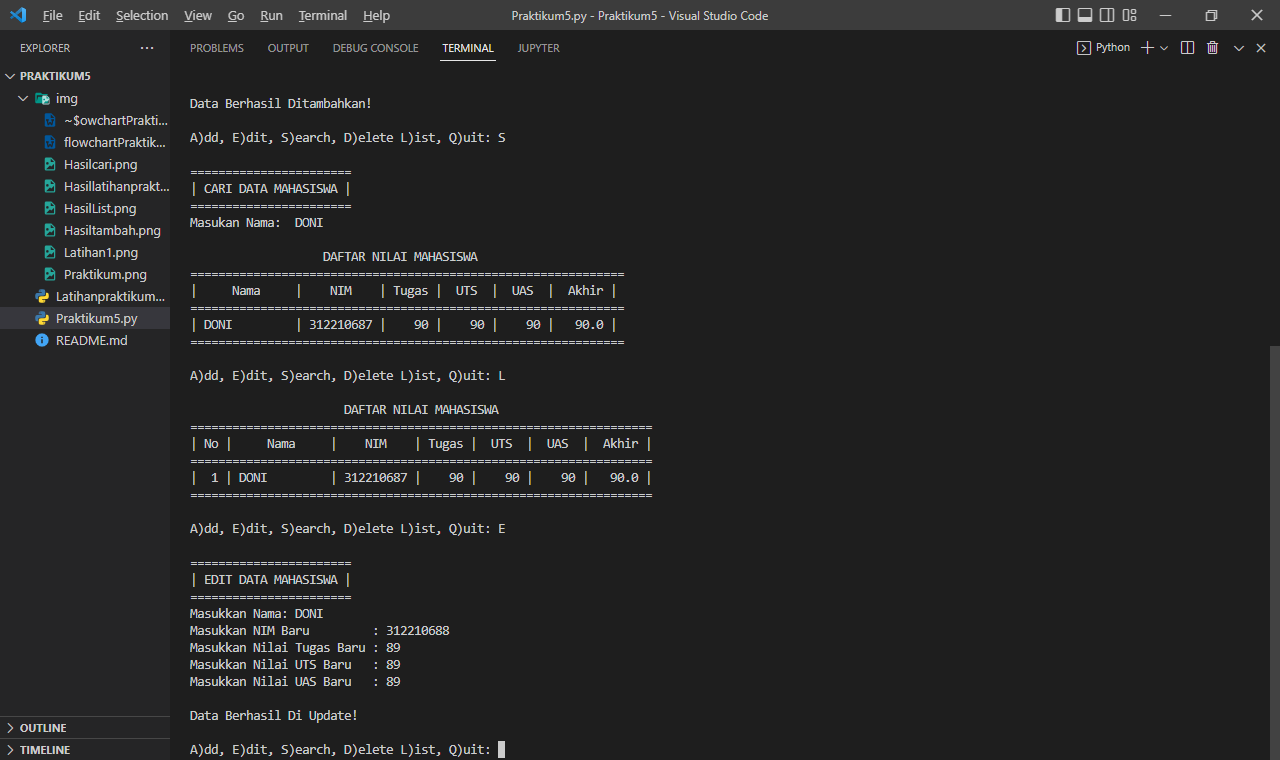 File Edit Selection View Go Run Terminal Help Praktikum5.py - Praktikum5 - Visual Studio Code
EXPLORER
PRAKTIKUM5
img
~$owchartPrakti...
flowchartPraktik...
Hasilcari.png
Hasillatihanprakt...
HasilList.png
Hasiltambah.png
Latihan1.png
Praktikum.png
Latihanpraktikum...
Praktikum5.py
README.md
OUTLINE
TIMELINE
PROBLEMS OUTPUT DEBUG CONSOLE TERMINAL JUPYTER Python
Data Berhasil Ditambahkan!
A)dd, E)dit, S)earch, D)elete L)ist, Q)uit: S
=======================
| CARI DATA MAHASISWA |
=======================
Masukan Nama:  DONI
DAFTAR NILAI MAHASISWA
==============================================================
|     Nama     |    NIM    | Tugas |  UTS  |  UAS  |  Akhir |
==============================================================
| DONI         | 312210687 |    90 |    90 |    90 |   90.0 |
==============================================================
A)dd, E)dit, S)earch, D)elete L)ist, Q)uit: L
DAFTAR NILAI MAHASISWA
==================================================================
| No |     Nama     |    NIM    | Tugas |  UTS  |  UAS  |  Akhir |
==================================================================
|  1 | DONI         | 312210687 |    90 |    90 |    90 |   90.0 |
==================================================================
A)dd, E)dit, S)earch, D)elete L)ist, Q)uit: E
=======================
| EDIT DATA MAHASISWA |
=======================
Masukkan Nama: DONI
Masukkan NIM Baru         : 312210688
Masukkan Nilai Tugas Baru : 89
Masukkan Nilai UTS Baru   : 89
Masukkan Nilai UAS Baru   : 89
Data Berhasil Di Update!
A)dd, E)dit, S)earch, D)elete L)ist, Q)uit: